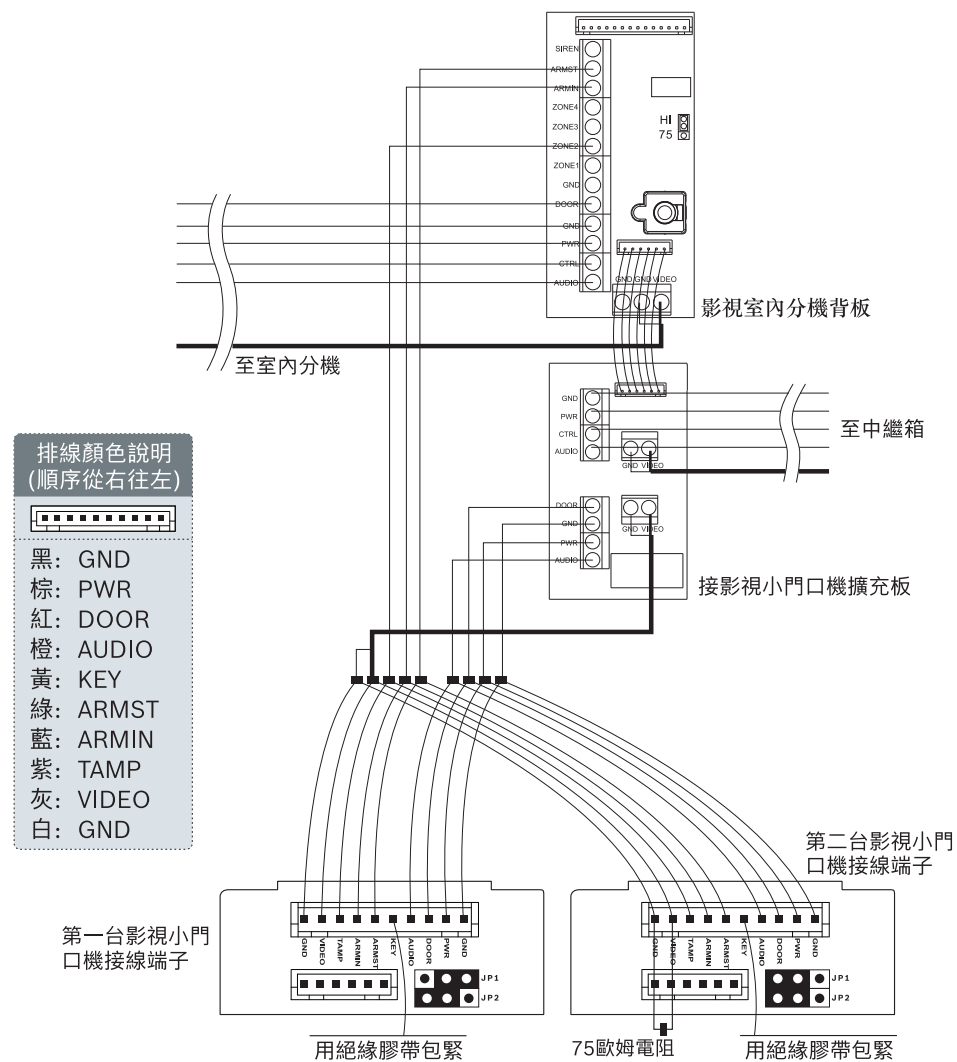 SIREN
ARMST
ARMIN
ZONE4
ZONE3
ZONE2
ZONE1
GND
DOOR
GND
PWR
CTRL
AUDIO
HI
75
GND GND VIDEO
影視室內分機背板
至室內分機
GND
PWR
CTRL
AUDIO
GND VIDEO
至中繼箱
DOOR
GND
PWR
AUDIO
GND VIDEO
接影視小門口機擴充板
排線顏色說明
(順序從右往左)
黑: GND
棕: PWR
紅: DOOR
橙: AUDIO
黃: KEY
綠: ARMST
藍: ARMIN
紫: TAMP
灰: VIDEO
白: GND
第一台影視小門
口機接線端子
GND
VIDEO
TAMP
ARMIN
ARMST
KEY
AUDIO
DOOR
PWR
GND
JP1
JP2
用絕緣膠帶包緊
第二台影視小門
口機接線端子
GND
VIDEO
TAMP
ARMIN
ARMST
KEY
AUDIO
DOOR
PWR
GND
JP1
JP2
75歐姆電阻
用絕緣膠帶包緊